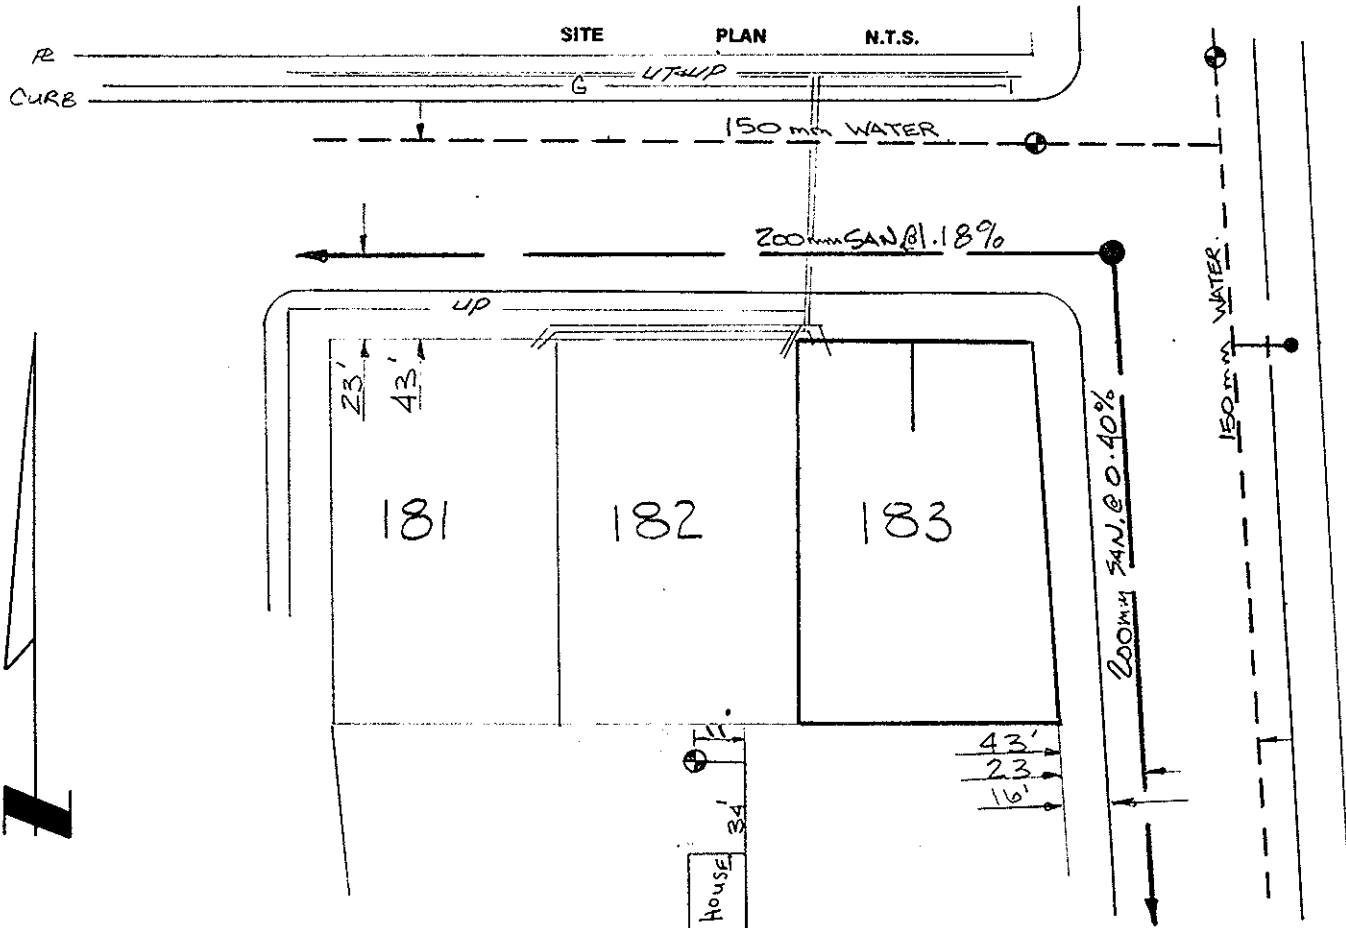 SITE PLAN N.T.S.
UT&UP
G
CURB
150 mm WATER
200mm SAN @1.18%
UP
150mm WATER.
23'
43'
200mm SAN. @ 0.40%
181
182
183
11'
43'
23
16'
34'
HOUSE